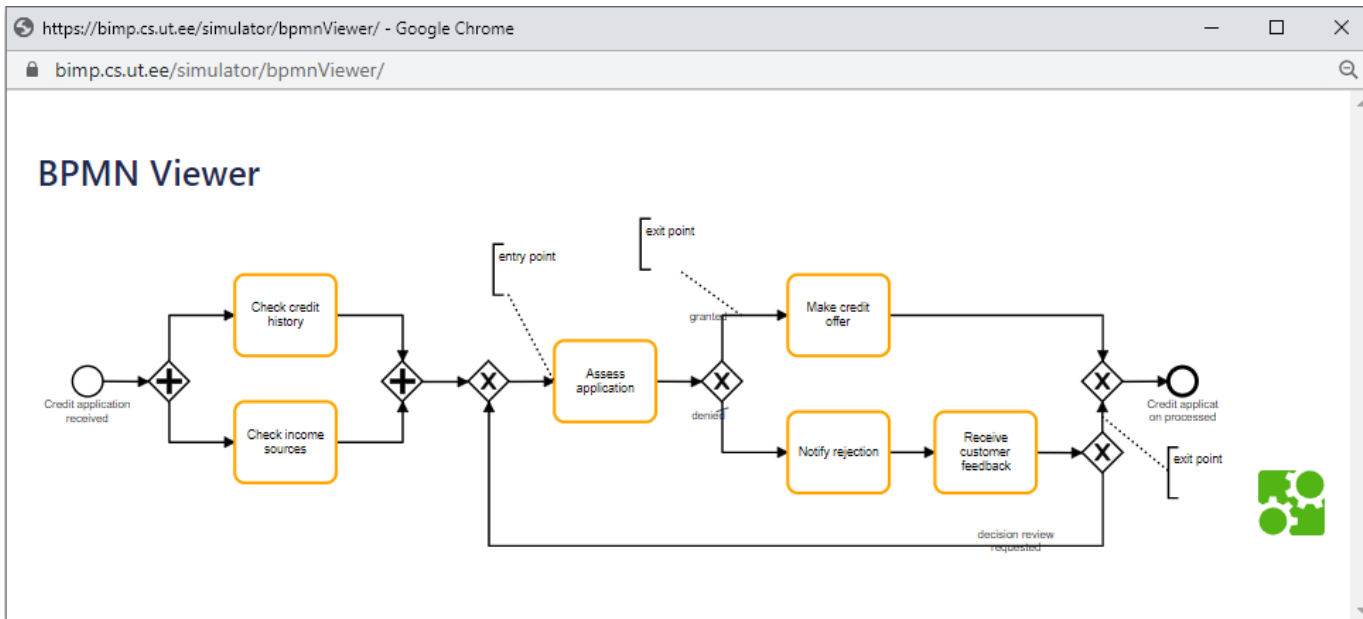 https://bimp.cs.ut.ee/simulator/bpmnViewer/ - Google Chrome
bimp.cs.ut.ee/simulator/bpmnViewer/
BPMN Viewer
exit point
entry point
Check credit
history
granted
Make credit
offer
Assess
application
Credit application
received
Credit applicat
on processed
denied
Check income
sources
Notify rejection
Receive
customer
feedback
exit point
decision review
requested